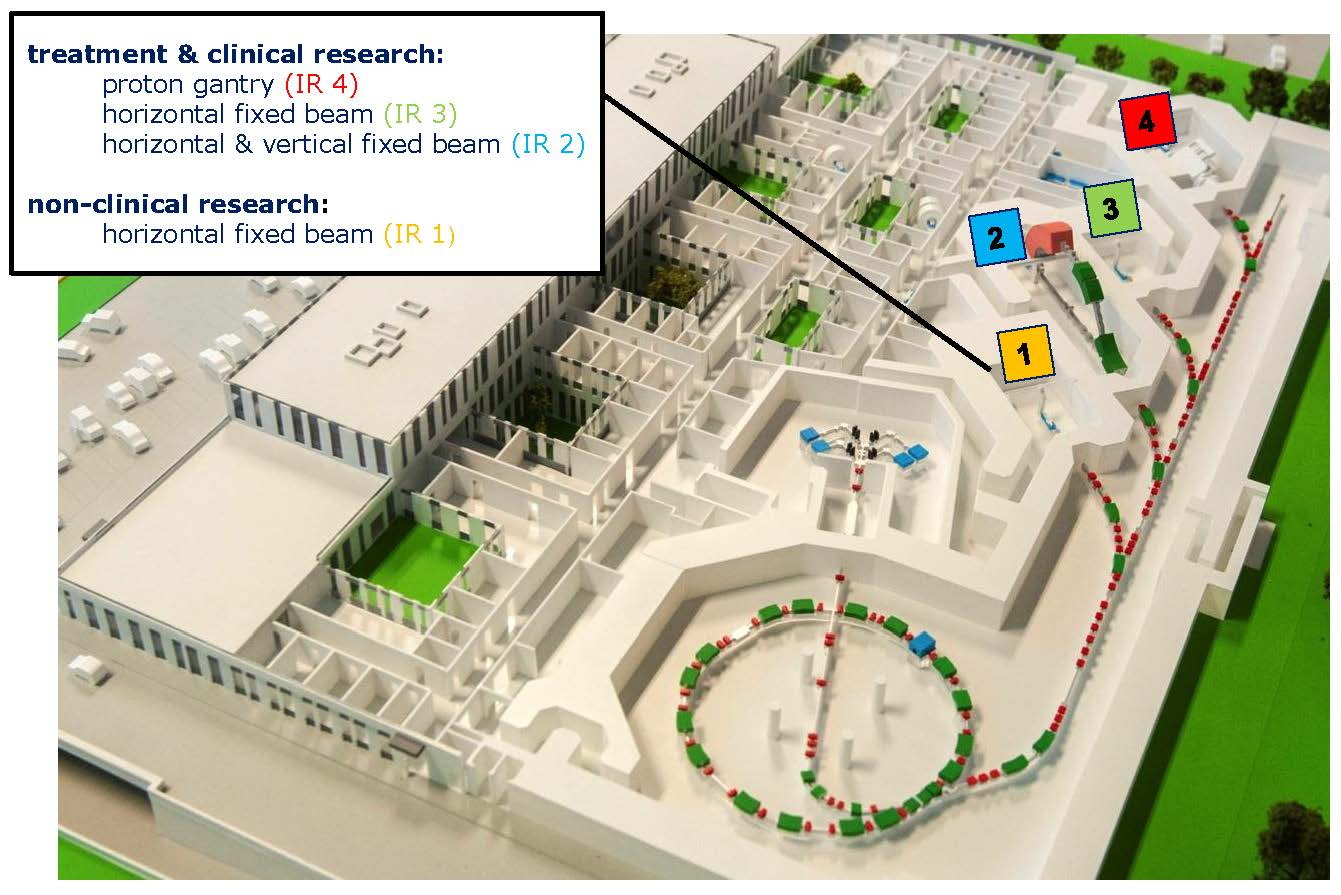 treatment & clinical research:
proton gantry (IR 4)
horizontal fixed beam (IR 3)
horizontal & vertical fixed beam (IR 2)
non-clinical research:
horizontal fixed beam (IR 1)
4
3
2
1